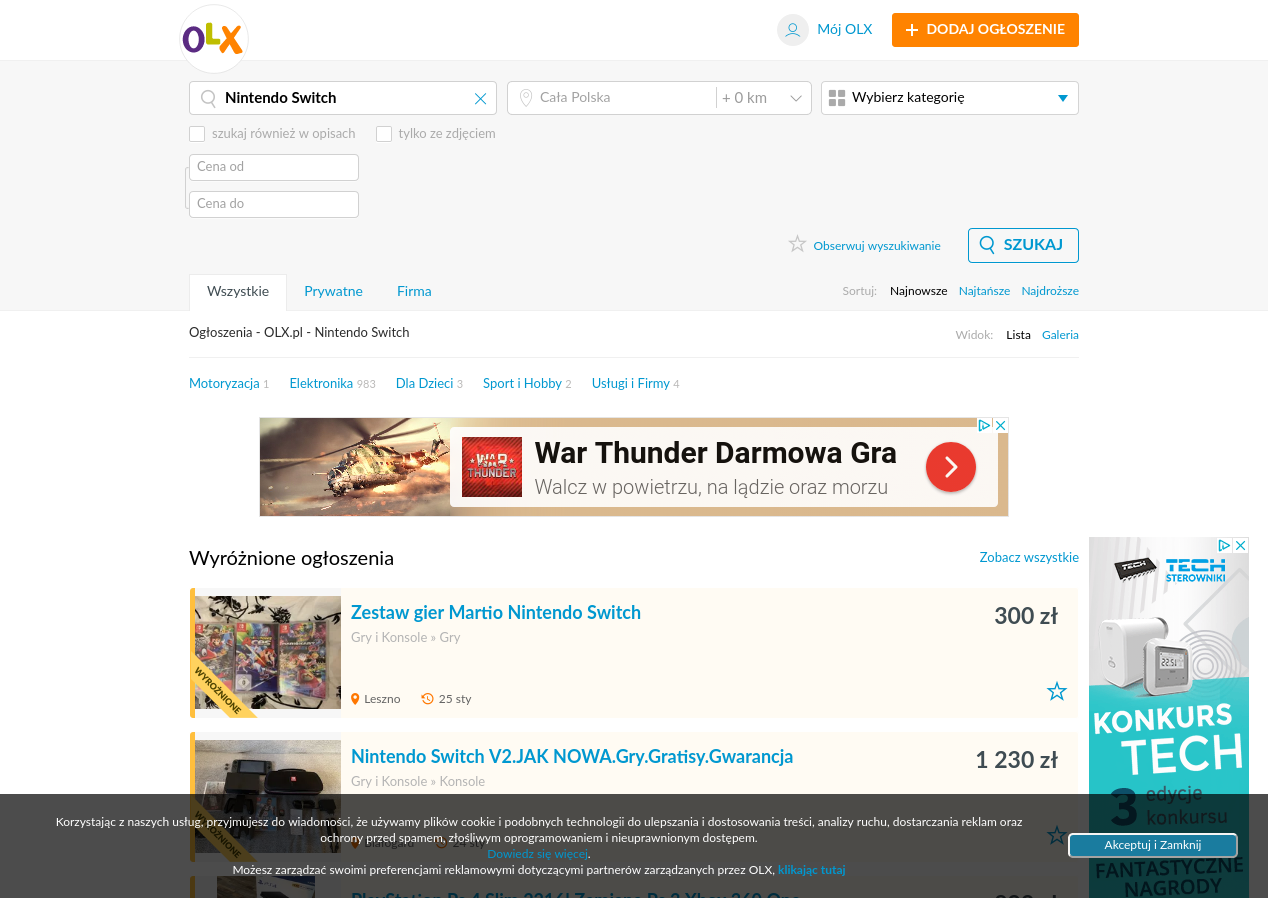 OLX
Mój OLX
DODAJ OGŁOSZENIE
Nintendo Switch
Cała Polska
+ 0 km
Wybierz kategorię
szukaj również w opisach
tylko ze zdjęciem
Cena od
Cena do
Obserwuj wyszukiwanie
SZUKAJ
Wszystkie
Prywatne
Firma
Sortuj: Najnowsze Najtańsze Najdroższe
Ogłoszenia - OLX.pl - Nintendo Switch
Widok: Lista Galeria
Motoryzacja 1 Elektronika 983 Dla Dzieci 3 Sport i Hobby 2 Usługi i Firmy 4
WAR THUNDER
War Thunder Darmowa Gra
Walcz w powietrzu, na lądzie oraz morzu
Wyróżnione ogłoszenia
Zobacz wszystkie
Zestaw gier Martio Nintendo Switch
300 zł
Gry i Konsole » Gry
WYRÓŻNIONE
Leszno 25 sty
Nintendo Switch V2.JAK NOWA.Gry.Gratisy.Gwarancja
1 230 zł
Gry i Konsole » Konsole
24 sty
TECH
TECH
STEROWNIKI
KONKURS
TECH
3 edycje
konkursu
FANTASTYCZNE
NAGRODY
Korzystając z naszych usług, przyjmujesz do wiadomości, że używamy plików cookie i podobnych technologii do ulepszania i dostosowania treści, analizy ruchu, dostarczania reklam oraz
ochrony przed spamem, złośliwym oprogramowaniem i nieuprawnionym dostępem.
Dowiedz się więcej.
Możesz zarządzać swoimi preferencjami reklamowymi dotyczącymi partnerów zarządzanych przez OLX, klikając tutaj
Akceptuj i Zamknij